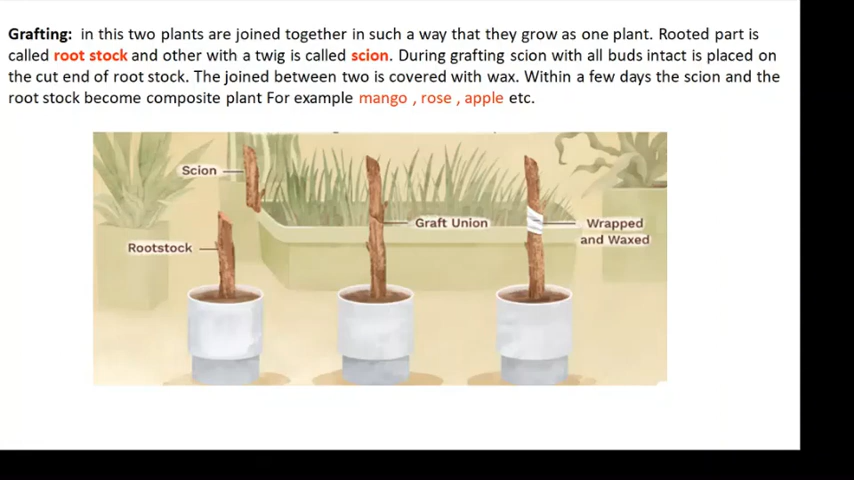 Grafting: in this two plants are joined together in such a way that they grow as one plant. Rooted part is
called root stock and other with a twig is called scion. During grafting scion with all buds intact is placed on
the cut end of root stock. The joined between two is covered with wax. Within a few days the scion and the
root stock become composite plant For example mango , rose , apple etc.
Scion
Rootstock
Graft Union
Wrapped
and Waxed